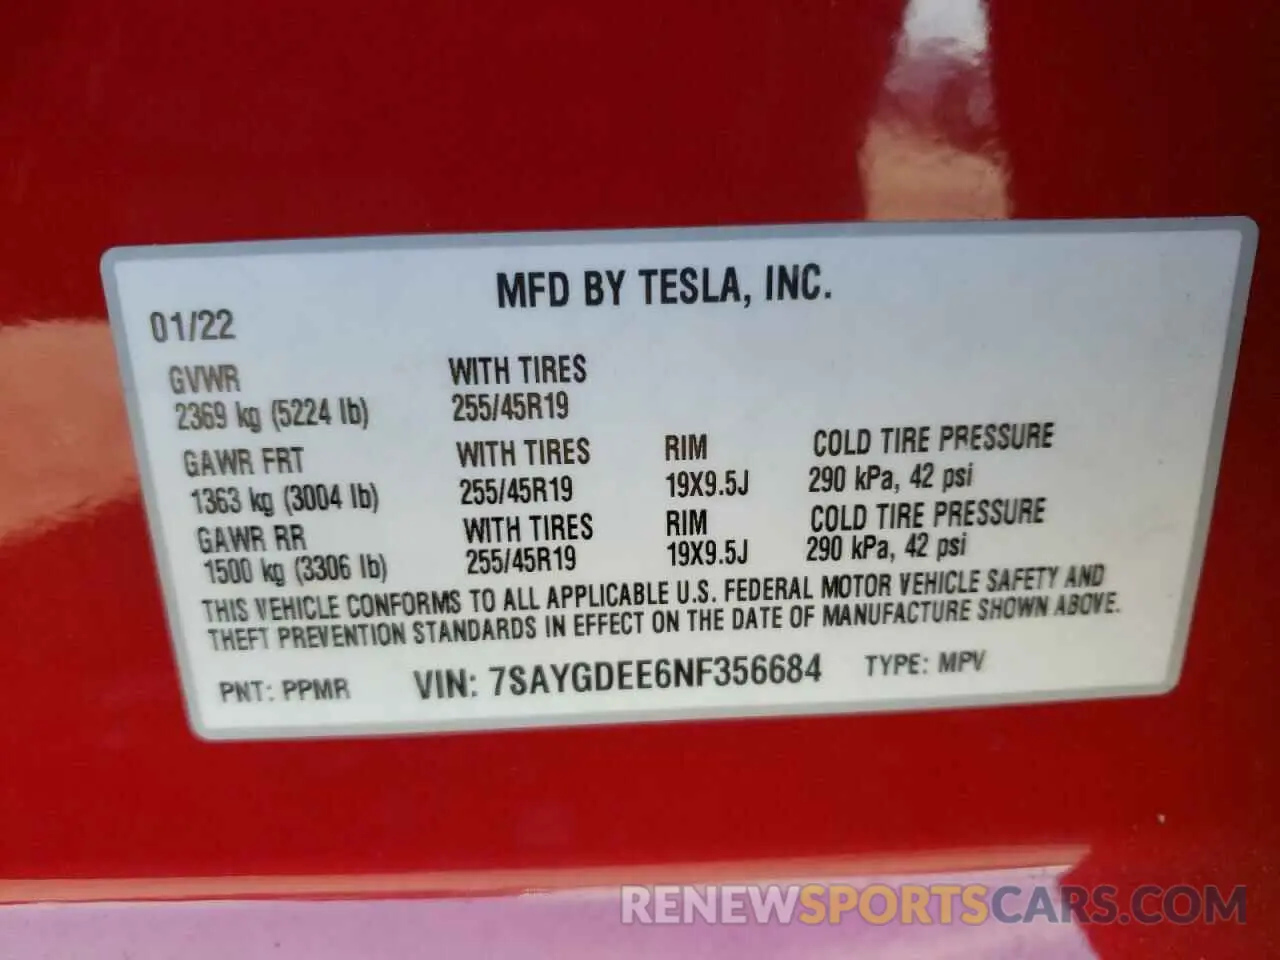 MFD BY TESLA, INC.
01/22
GVWR WITH TIRES
2369 kg (5224 lb) 255/45R19
GAWR FRT WITH TIRES RIM COLD TIRE PRESSURE
1363 kg (3004 lb) 255/45R19 19X9.5J 290 kPa, 42 psi
GAWR RR WITH TIRES RIM COLD TIRE PRESSURE
1500 kg (3306 lb) 255/45R19 19X9.5J 290 kPa, 42 psi
THIS VEHICLE CONFORMS TO ALL APPLICABLE U.S. FEDERAL MOTOR VEHICLE SAFETY AND
THEFT PREVENTION STANDARDS IN EFFECT ON THE DATE OF MANUFACTURE SHOWN ABOVE.
PNT: PPMR VIN: 7SAYGDEE6NF356684 TYPE: MPV
RENEWSPORTSCARS.COM